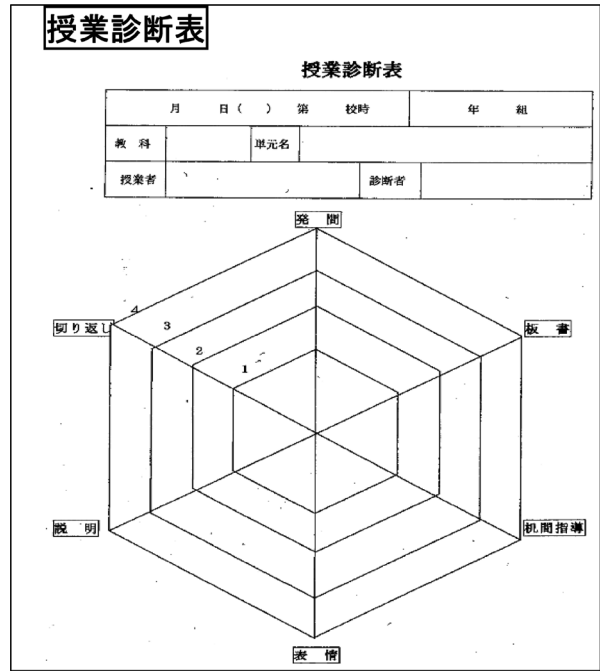 授業診断表
授業診断表
月 日( ) 第 校時 年 組
教 科 単元名
授業者 診断者
発 問
切り返し 4 3 2 1 板 書
説 明 机間指導
表 情